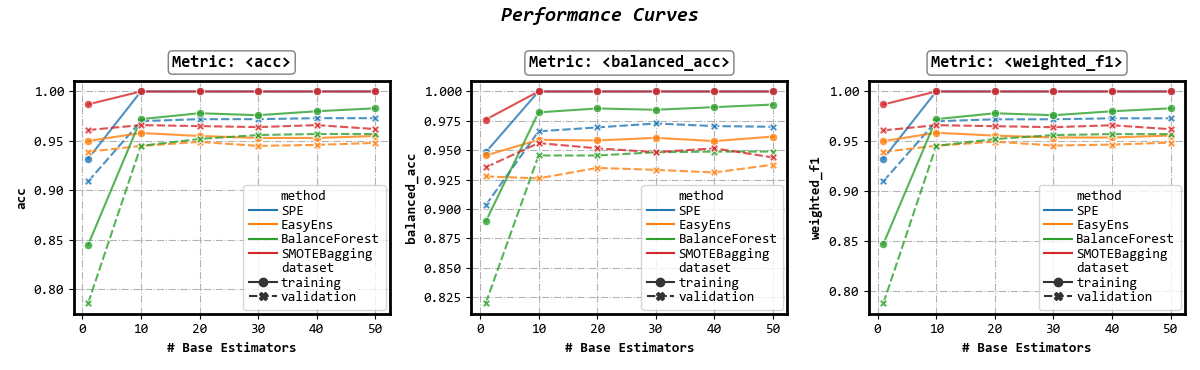 Performance Curves
Metric: <acc>
acc
1.00
0.95
0.90
0.85
0.80
0
10
20
30
40
50
# Base Estimators
method
SPE
EasyEns
BalanceForest
SMOTEBagging
dataset
training
validation
Metric: <balanced_acc>
balanced_acc
1.000
0.975
0.950
0.925
0.900
0.875
0.850
0.825
0
10
20
30
40
50
# Base Estimators
method
SPE
EasyEns
BalanceForest
SMOTEBagging
dataset
training
validation
Metric: <weighted_f1>
weighted_f1
1.00
0.95
0.90
0.85
0.80
0
10
20
30
40
50
# Base Estimators
method
SPE
EasyEns
BalanceForest
SMOTEBagging
dataset
training
validation